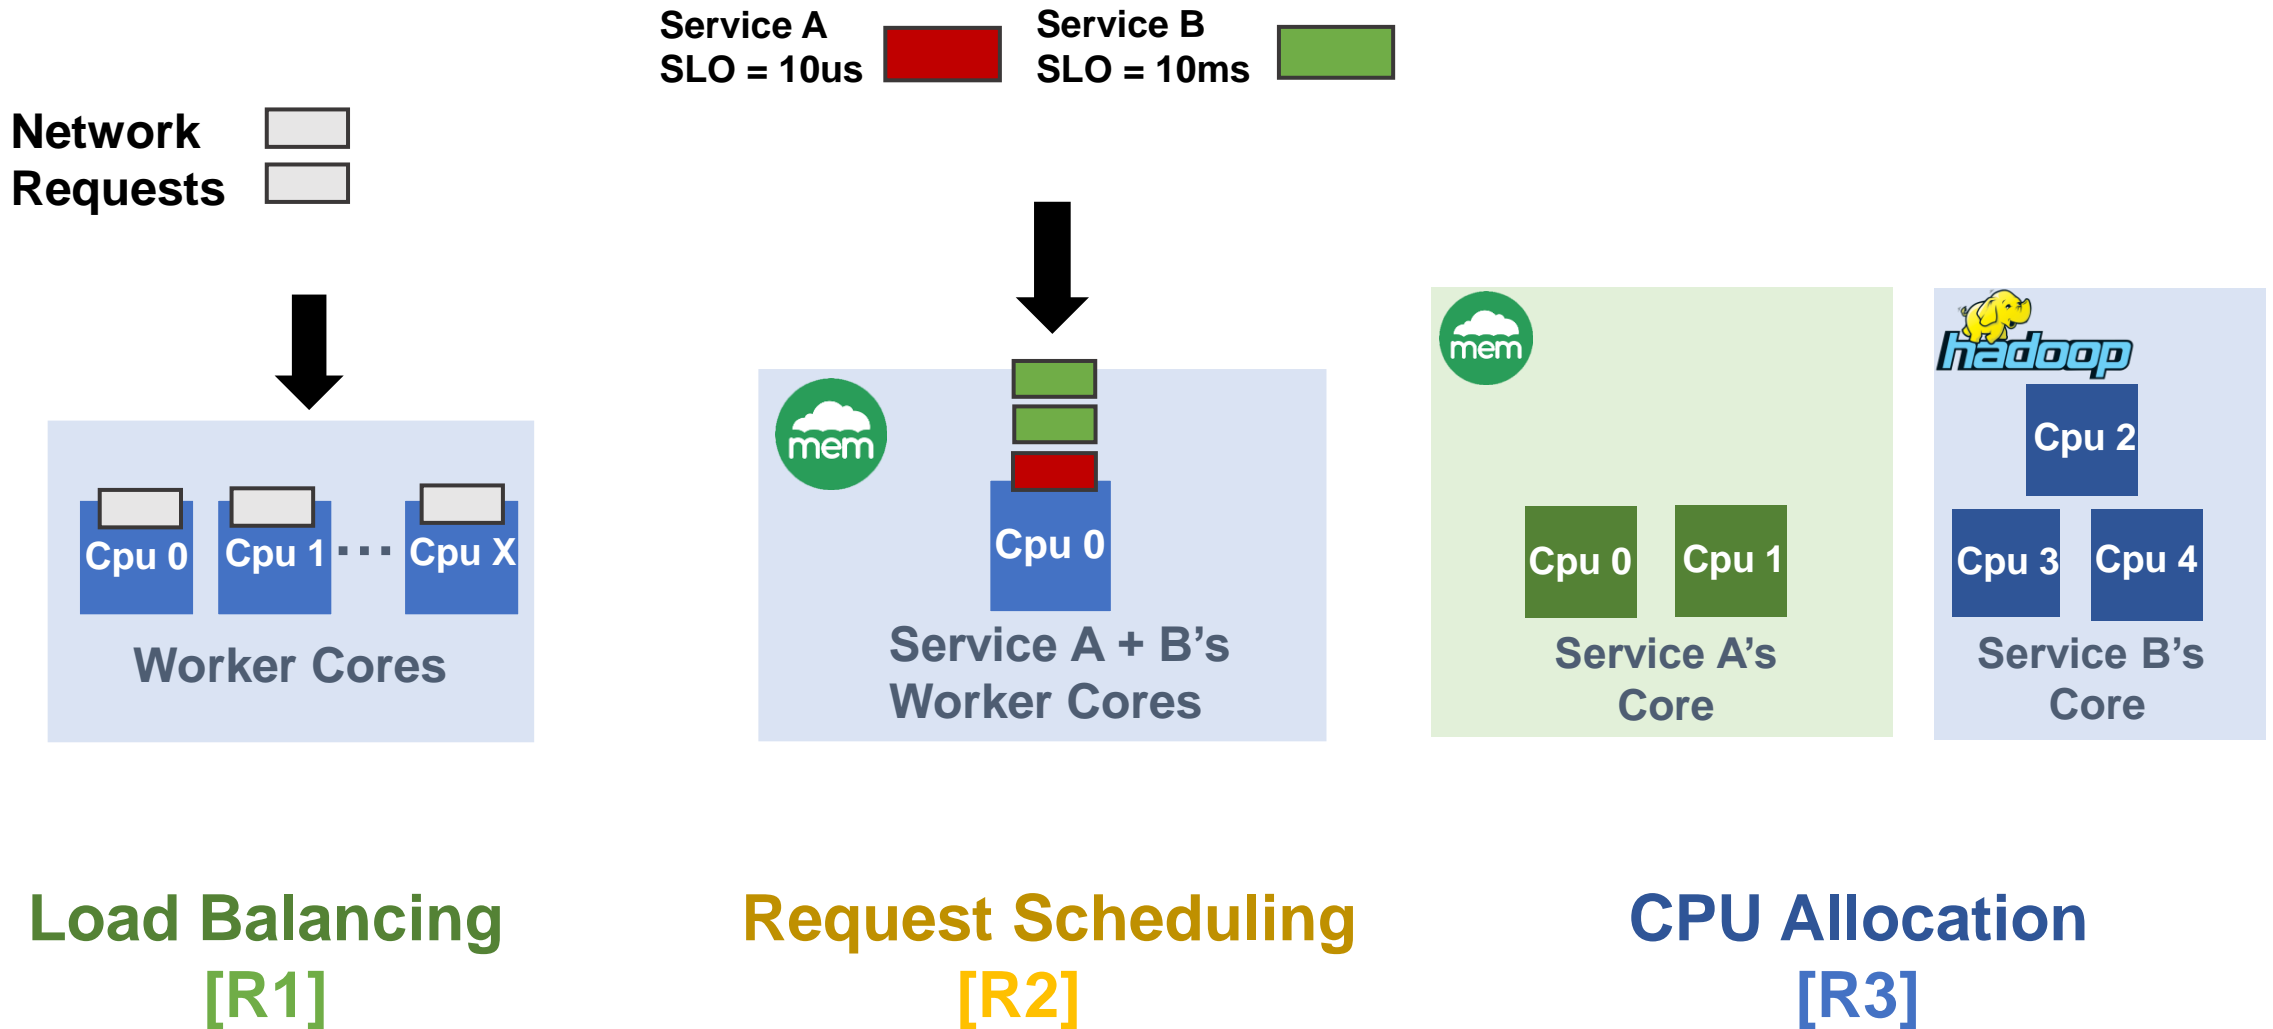 Service A
SLO = 10us
Service B
SLO = 10ms
Network
Requests
Cpu 0
Cpu 1
...
Cpu X
Worker Cores
mem
Cpu 0
Service A + B’s
Worker Cores
mem
Cpu 0
Cpu 1
Service A’s
Core
hadoop
Cpu 2
Cpu 3
Cpu 4
Service B’s
Core
Load Balancing
[R1]
Request Scheduling
[R2]
CPU Allocation
[R3]